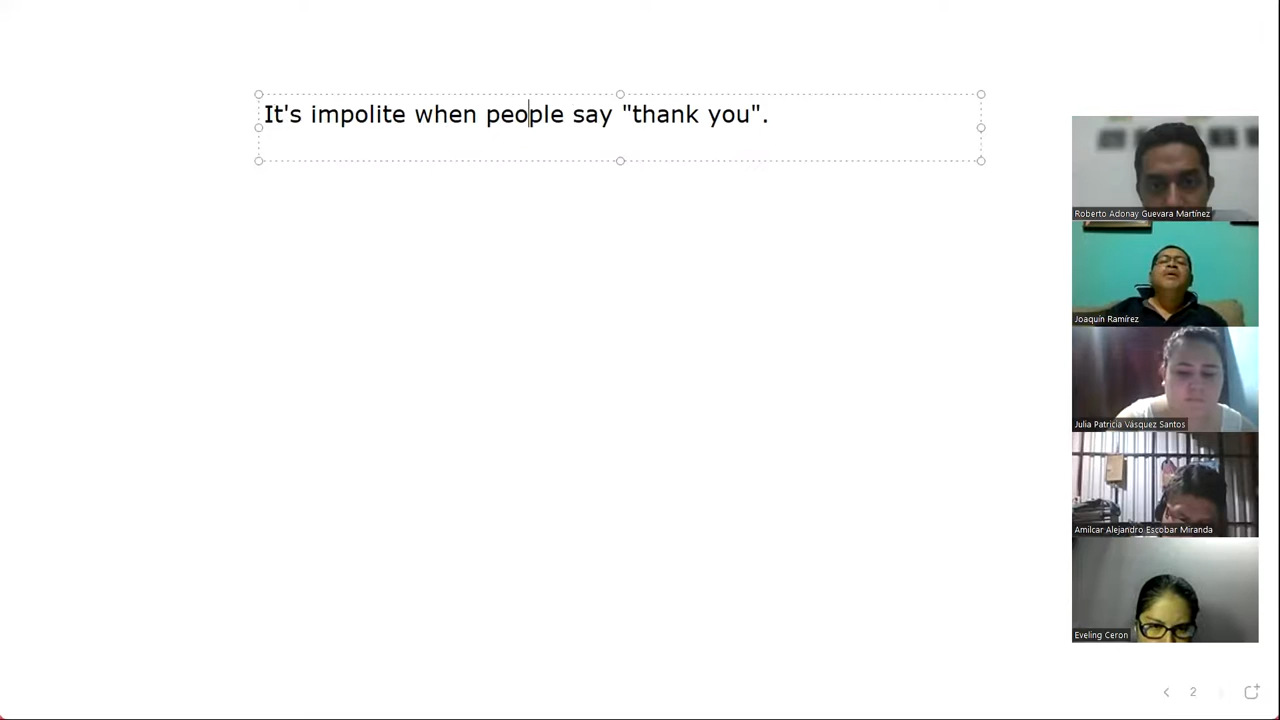 It's impolite when people say "thank you".
Roberto Adonay Guevara Martínez
Joaquín Ramírez
Julia Patricia Vásquez Santos
Amilcar Alejandro Escobar Miranda
Eveling Ceron
2